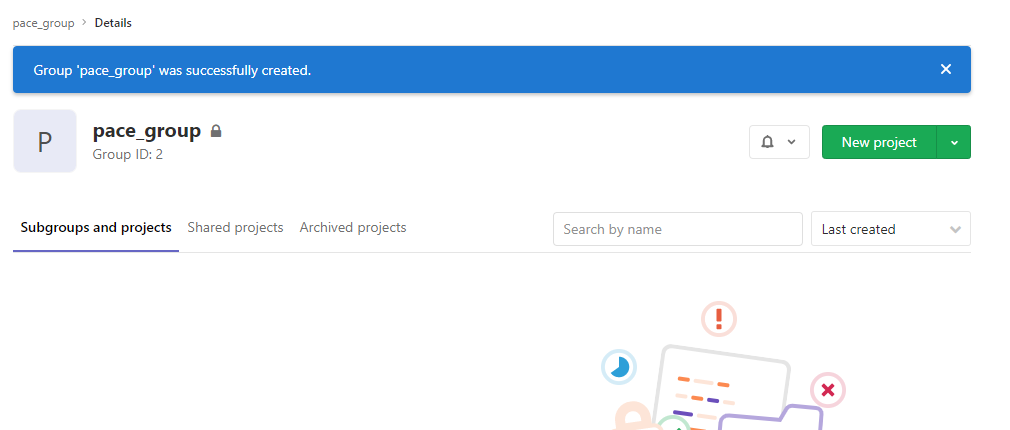 pace_group > Details
Group 'pace_group' was successfully created.
P
pace_group
Group ID: 2
New project
Subgroups and projects Shared projects Archived projects
Search by name
Last created